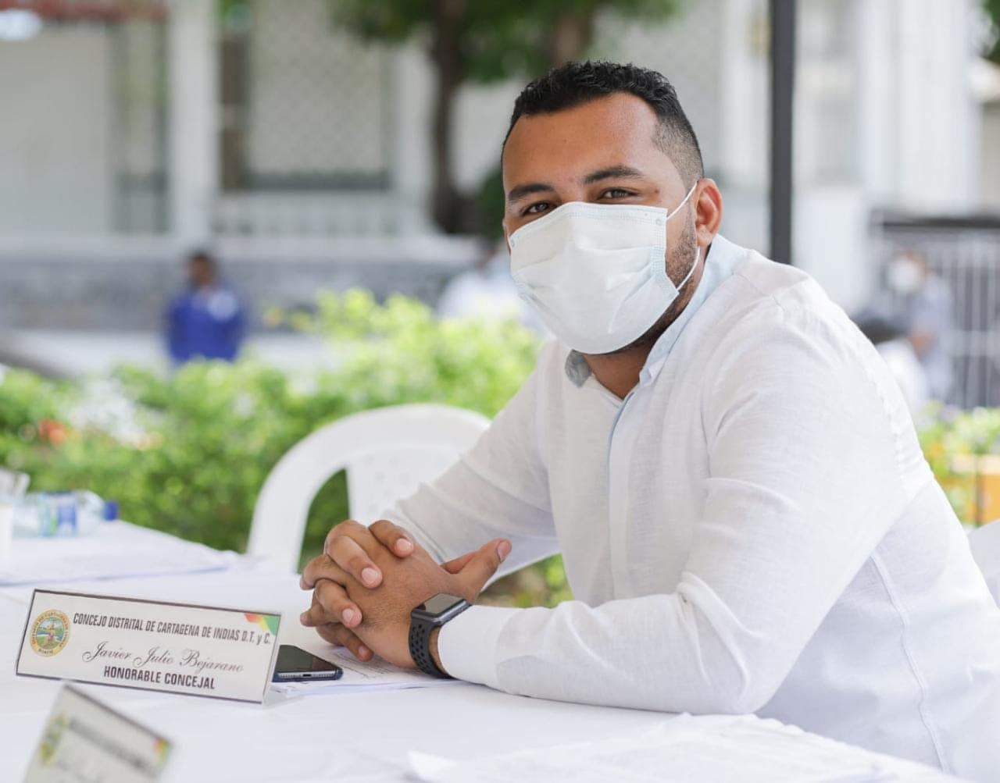 CONCEJO DISTRITAL DE CARTAGENA DE INDIAS D.T. y C.
Javier Julio Bejarano
HONORABLE CONCEJAL